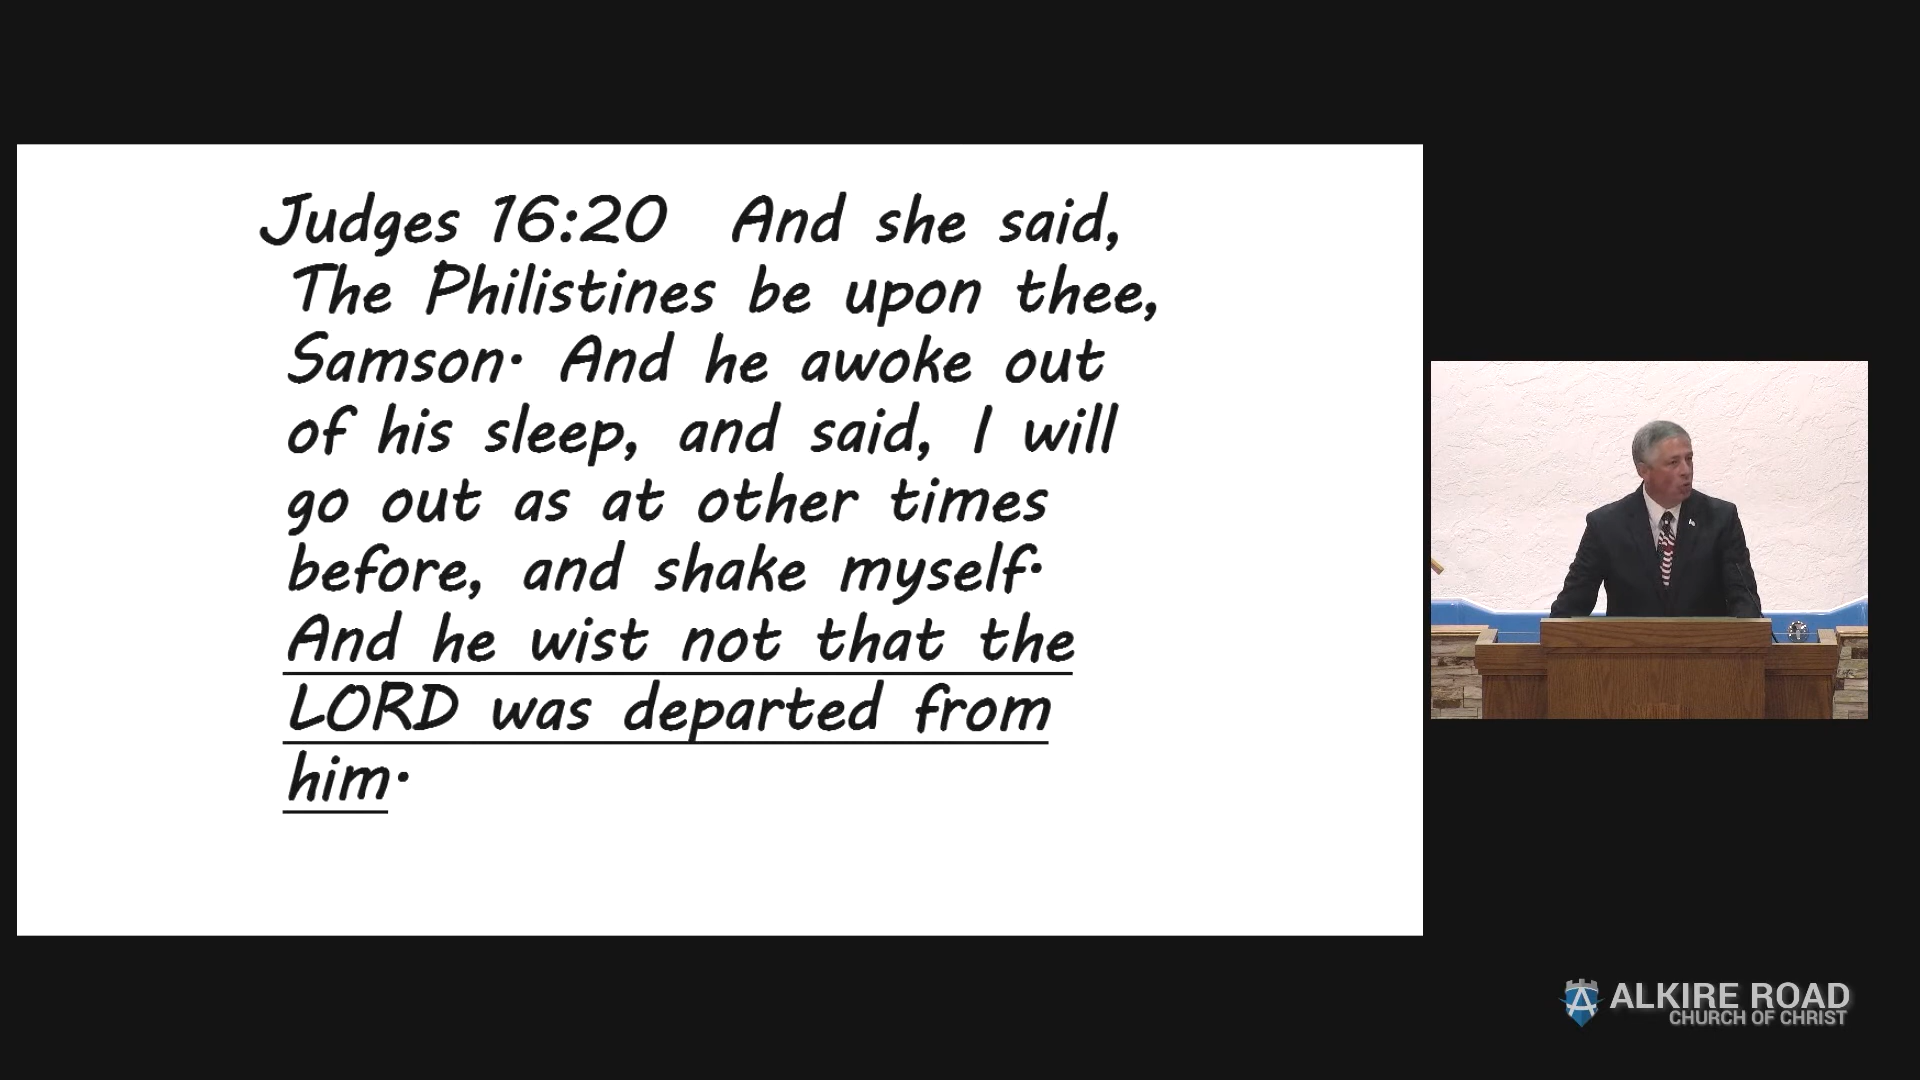 Judges 16:20  And she said,
The Philistines be upon thee,
Samson. And he awoke out
of his sleep, and said, I will
go out as at other times
before, and shake myself.
And he wist not that the
LORD was departed from
him.
ALKIRE ROAD
CHURCH OF CHRIST